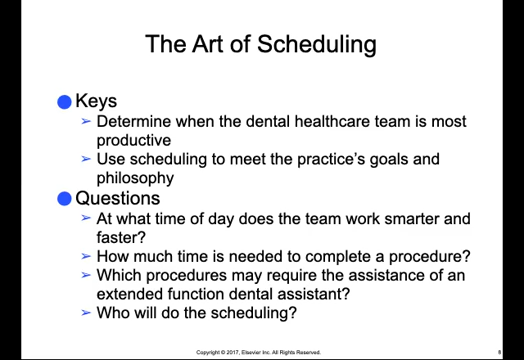 The Art of Scheduling
Keys
➢ Determine when the dental healthcare team is most
productive
➢ Use scheduling to meet the practice's goals and
philosophy
Questions
➢ At what time of day does the team work smarter and
faster?
➢ How much time is needed to complete a procedure?
➢ Which procedures may require the assistance of an
extended function dental assistant?
➢ Who will do the scheduling?
Copyright © 2017, Elsevier Inc. All Rights Reserved.